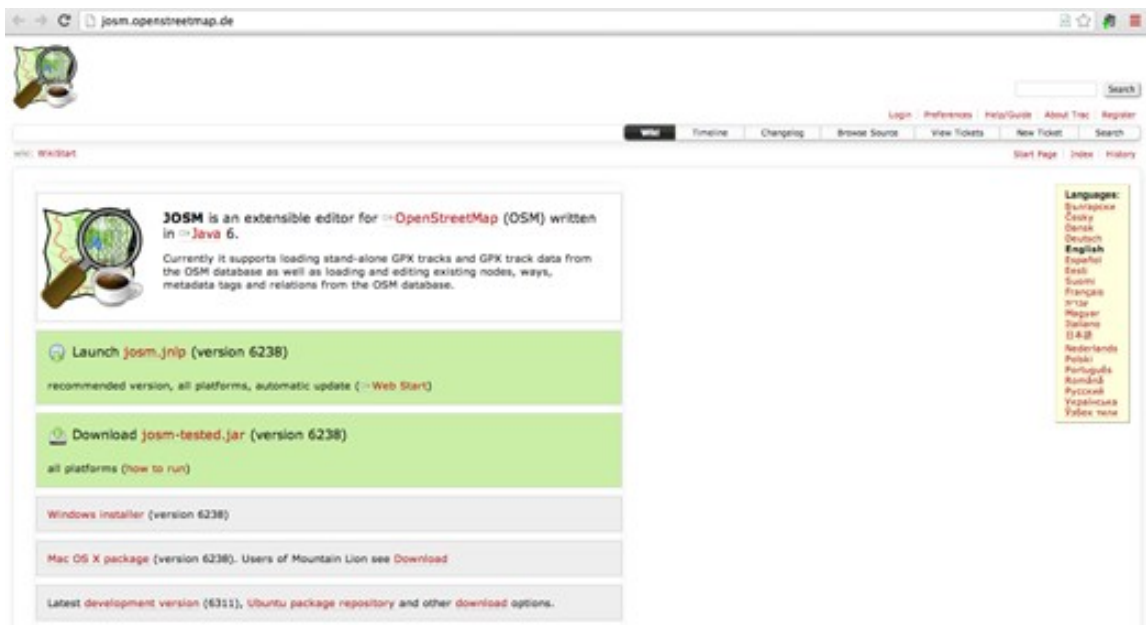 josm.openstreetmap.de
Search
Login Preferences Help/Guide About Trac Register
Wiki Timeline Changelog Browse Source View Tickets New Ticket Search
wiki: WikiStart
Start Page Index History
JOSM is an extensible editor for OpenStreetMap (OSM) written
in Java 6.
Currently it supports loading stand-alone GPX tracks and GPX track data from
the OSM database as well as loading and editing existing nodes, ways,
metadata tags and relations from the OSM database.
Launch josm.jnlp (version 6238)
recommended version, all platforms, automatic update (Web Start)
Download josm-tested.jar (version 6238)
all platforms (how to run)
Windows installer (version 6238)
Mac OS X package (version 6238). Users of Mountain Lion see Download
Latest development version (6311), Ubuntu package repository and other download options.
Languages:
Български
Česky
Dansk
Deutsch
English
Español
Eesti
Suomi
Français
עברית
Magyar
Italiano
日本語
Nederlands
Polski
Português
Română
Русский
Українська